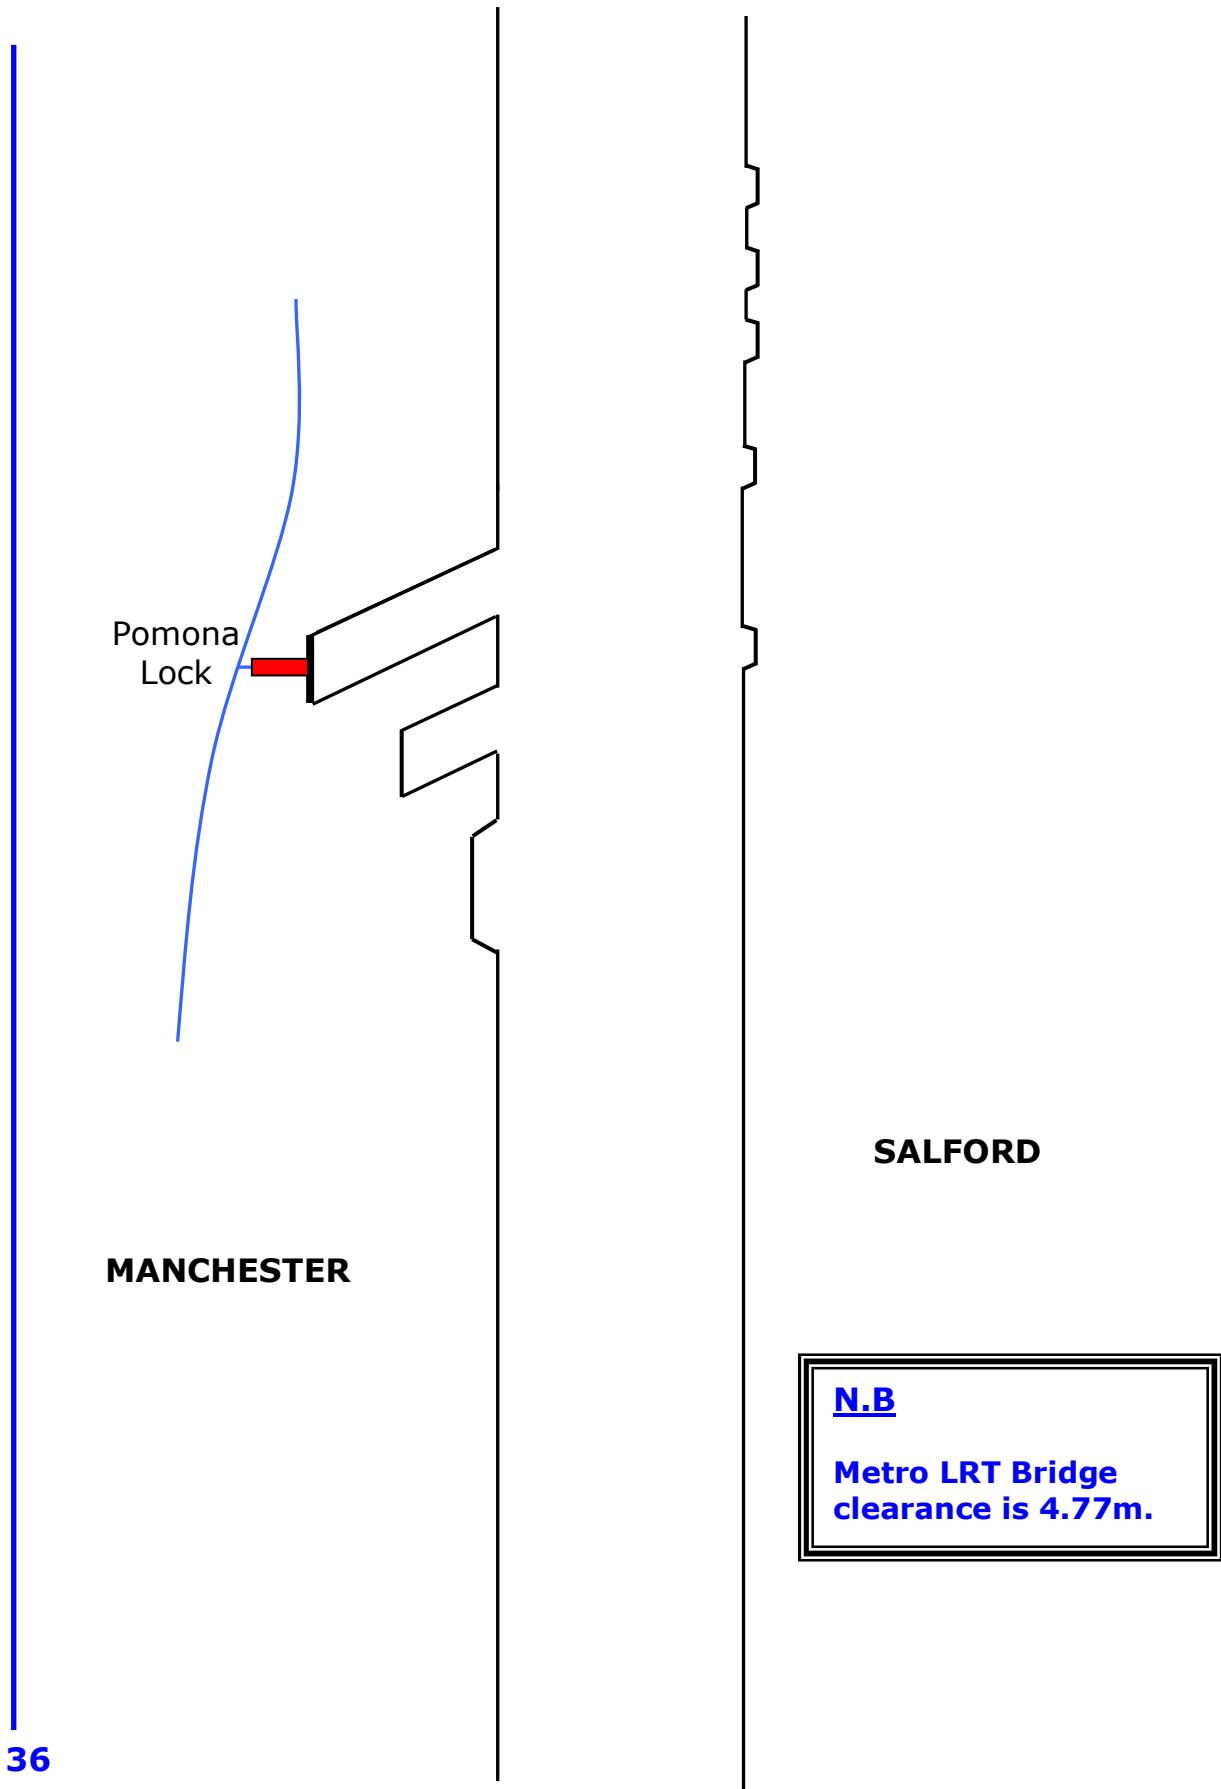 Pomona
Lock
SALFORD
MANCHESTER
N.B
Metro LRT Bridge
clearance is 4.77m.
36